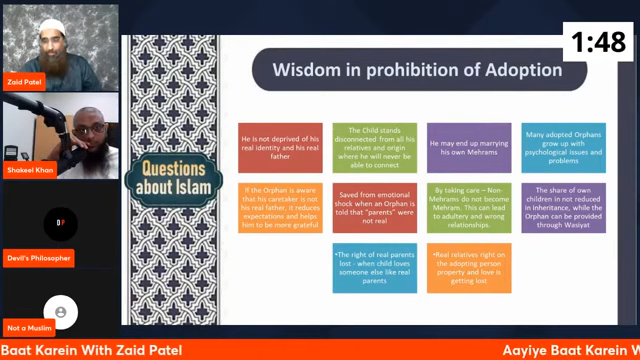 1:48
Wisdom in prohibition of Adoption
Zaid Patel
Shakeel Khan
DP
Devil's Philosopher
Not a Muslim
Questions
about Islam
He is not deprived of his
real identity and his real
father
The Child stands
disconnected from all his
relatives and origin
where he will never be
able to connect
He may end up marrying
his own Mehrams
Many adopted Orphans
grow up with
psychological issues and
problems
If the Orphan is aware
that his caretaker is not
his real father, it reduces
expectations and helps
him to be more grateful
Saved from emotional
shock when an Orphan is
told that "parents" were
not real
By taking care – Non-
Mehrams do not become
Mehram. This can lead
to adultery and wrong
relationships.
The share of own
children in not reduced
in inheritance, while the
Orphan can be provided
through Wasiyat
•The right of real parents
lost - when child loves
someone else like real
parents
•Real relatives right on
the adopting person
property and love is
getting lost
Baat Karein With Zaid Patel
Aayiye Baat Karein W